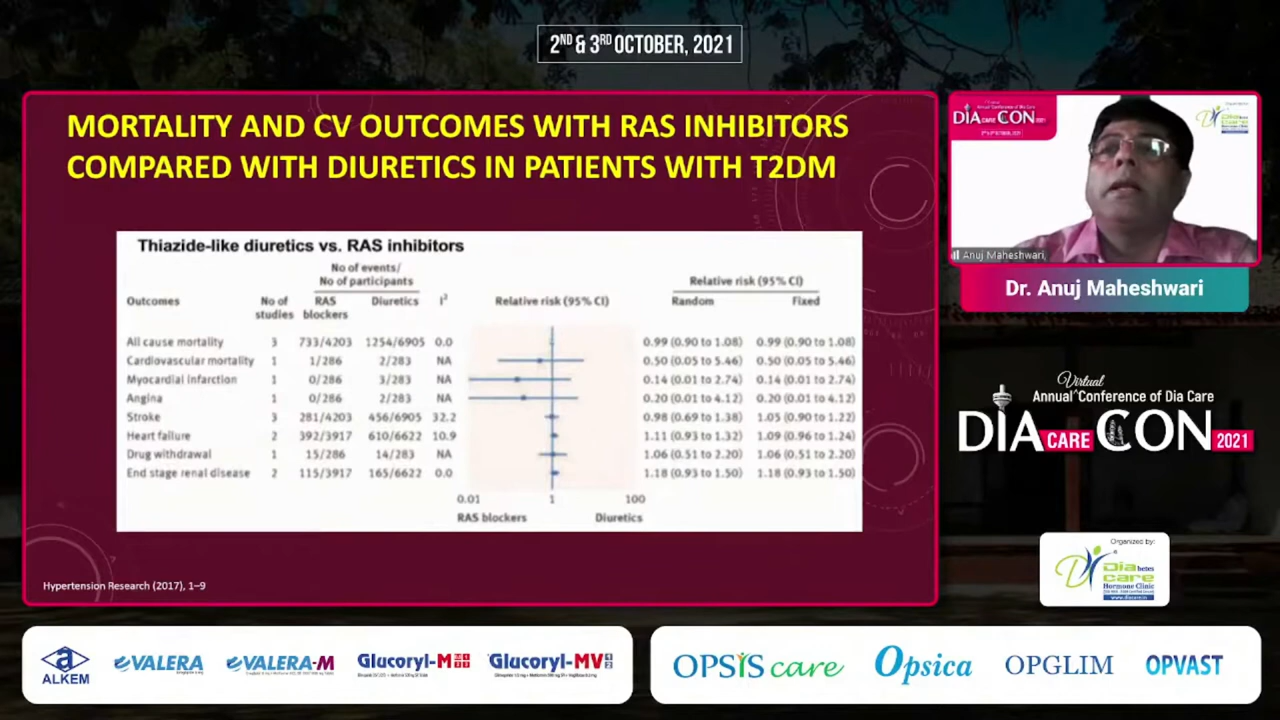 2ND & 3RD OCTOBER, 2021
MORTALITY AND CV OUTCOMES WITH RAS INHIBITORS
COMPARED WITH DIURETICS IN PATIENTS WITH T2DM
Thiazide-like diuretics vs. RAS inhibitors
No of events/
No of participants
Relative risk (95% CI)
Outcomes No of studies RAS blockers Diuretics I² Relative risk (95% CI) Random Fixed
All cause mortality 3 733/4203 1254/6905 0.0 0.99 (0.90 to 1.08) 0.99 (0.90 to 1.08)
Cardiovascular mortality 1 1/286 2/283 NA 0.50 (0.05 to 5.46) 0.50 (0.05 to 5.46)
Myocardial infarction 1 0/286 3/283 NA 0.14 (0.01 to 2.74) 0.14 (0.01 to 2.74)
Angina 1 0/286 2/283 NA 0.20 (0.01 to 4.12) 0.20 (0.01 to 4.12)
Stroke 3 281/4203 456/6905 32.2 0.98 (0.69 to 1.38) 1.05 (0.90 to 1.22)
Heart failure 2 392/3917 610/6622 10.9 1.11 (0.93 to 1.32) 1.09 (0.96 to 1.24)
Drug withdrawal 1 15/286 14/283 NA 1.06 (0.51 to 2.20) 1.06 (0.51 to 2.20)
End stage renal disease 2 115/3917 165/6622 0.0 1.18 (0.93 to 1.50) 1.18 (0.93 to 1.50)
0.01 1 100
RAS blockers Diuretics
Hypertension Research (2017), 1–9
DIA CARE CON 2021
Anuj Maheshwari
Dr. Anuj Maheshwari
Virtual
Annual ^ Conference of Dia Care
DIA CARE CON 2021
Organized by:
Diabetes
care
Hormone Clinic
www.diacare.in
ALKEM
eVALERA
eVALERA-M
Glucoryl-M
Glucoryl-MV
OPSIS care
Opsica
OPGLIM
OPVAST